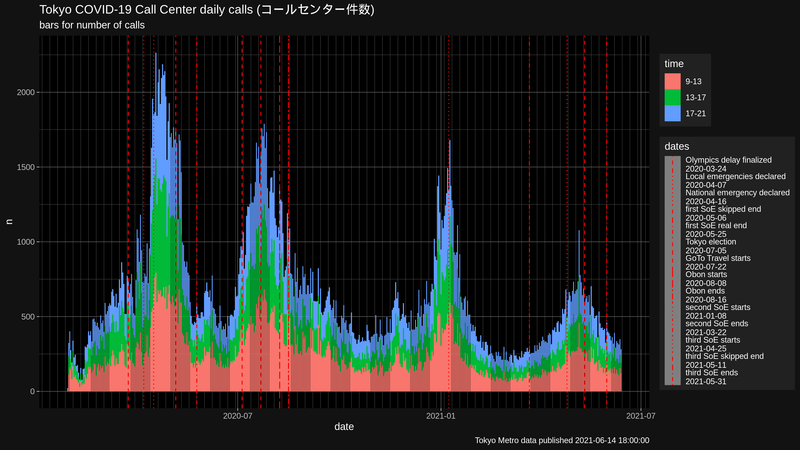 Tokyo COVID-19 Call Center daily calls (コールセンター件数)
bars for number of calls
n
2000
1500
1000
500
0
2020-07
2021-01
2021-07
date
time
9-13
13-17
17-21
dates
Olympics delay finalized
2020-03-24
Local emergencies declared
2020-04-07
National emergency declared
2020-04-16
first SoE skipped end
2020-05-06
first SoE real end
2020-05-25
Tokyo election
2020-07-05
GoTo Travel starts
2020-07-22
Obon starts
2020-08-08
Obon ends
2020-08-16
second SoE starts
2021-01-08
second SoE ends
2021-03-22
third SoE starts
2021-04-25
third SoE skipped end
2021-05-11
third SoE ends
2021-05-31
Tokyo Metro data published 2021-06-14 18:00:00